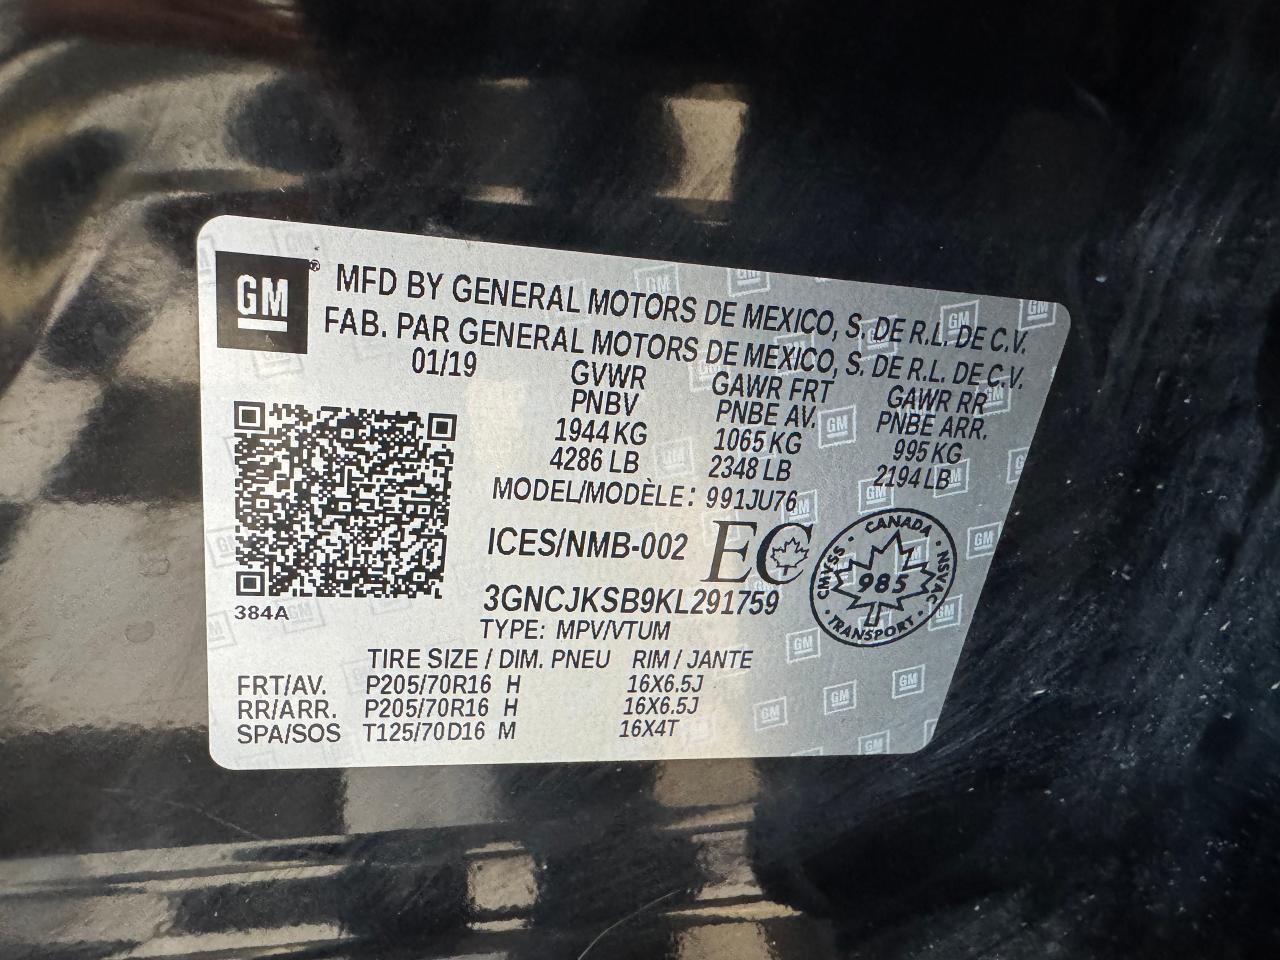 GM®
MFD BY GENERAL MOTORS DE MEXICO, S. DE R.L. DE C.V.
FAB. PAR GENERAL MOTORS DE MEXICO, S. DE R.L. DE C.V.
01/19
GVWR GAWR FRT GAWR RR
PNBV PNBE AV. PNBE ARR.
1944 KG 1065 KG 995 KG
4286 LB 2348 LB 2194 LB
MODEL/MODÈLE: 991JU76
ICES/NMB-002 EC
CANADA
CMVSS 985 NSVAC
TRANSPORT
3GNCJKSB9KL291759
384A
TYPE: MPV/VTUM
TIRE SIZE / DIM. PNEU RIM / JANTE
FRT/AV. P205/70R16 H 16X6.5J
RR/ARR. P205/70R16 H 16X6.5J
SPA/SOS T125/70D16 M 16X4T